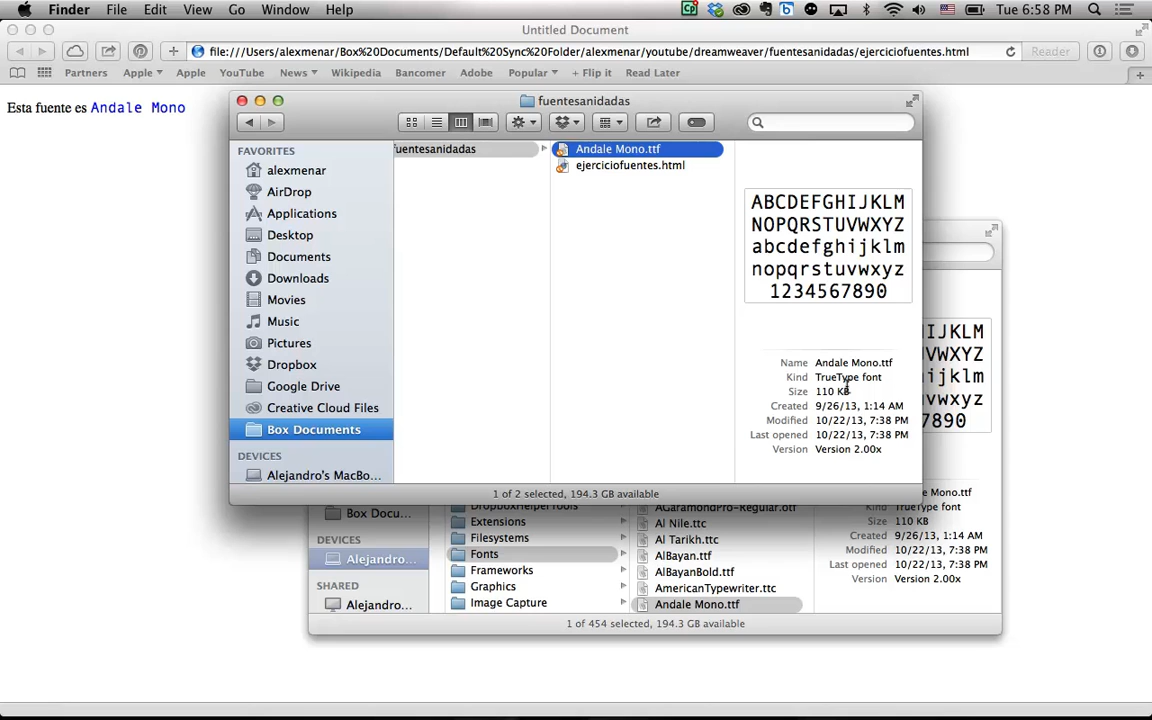 Finder File Edit View Go Window Help Tue 6:58 PM
Untitled Document
file:///Users/alexmenar/Box%20Documents/Default%20Sync%20Folder/alexmenar/youtube/dreamweaver/fuentesanidadas/ejerciciofuentes.html Reader
Partners Apple Apple YouTube News Wikipedia Bancomer Adobe Popular + Flip it Read Later
Esta fuente es Andale Mono
fuentesanidadas
FAVORITES
alexmenar
AirDrop
Applications
Desktop
Documents
Downloads
Movies
Music
Pictures
Dropbox
Google Drive
Creative Cloud Files
Box Documents
DEVICES
Alejandro's MacBo...
fuentesanidadas
Andale Mono.ttf
ejerciciofuentes.html
ABCDEFGHIJKLM
NOPQRSTUVWXYZ
abcdefghijklm
nopqrstuvwxyz
1234567890
Name Andale Mono.ttf
Kind TrueType font
Size 110 KB
Created 9/26/13, 1:14 AM
Modified 10/22/13, 7:38 PM
Last opened 10/22/13, 7:38 PM
Version Version 2.00x
1 of 2 selected, 194.3 GB available
Box Docu...
DEVICES
Alejandro...
SHARED
Alejandro...
DropboxHelperTools
Extensions
Filesystems
Fonts
Frameworks
Graphics
Image Capture
AGaramondPro-Regular.otf
Al Nile.ttc
Al Tarikh.ttc
AlBayan.ttf
AlBayanBold.ttf
AmericanTypewriter.ttc
Andale Mono.ttf
IJKLM
VWXYZ
ijklm
vwxyz
890
Mono.ttf
Kind TrueType font
Size 110 KB
Created 9/26/13, 1:14 AM
Modified 10/22/13, 7:38 PM
Last opened 10/22/13, 7:38 PM
Version Version 2.00x
1 of 454 selected, 194.3 GB available